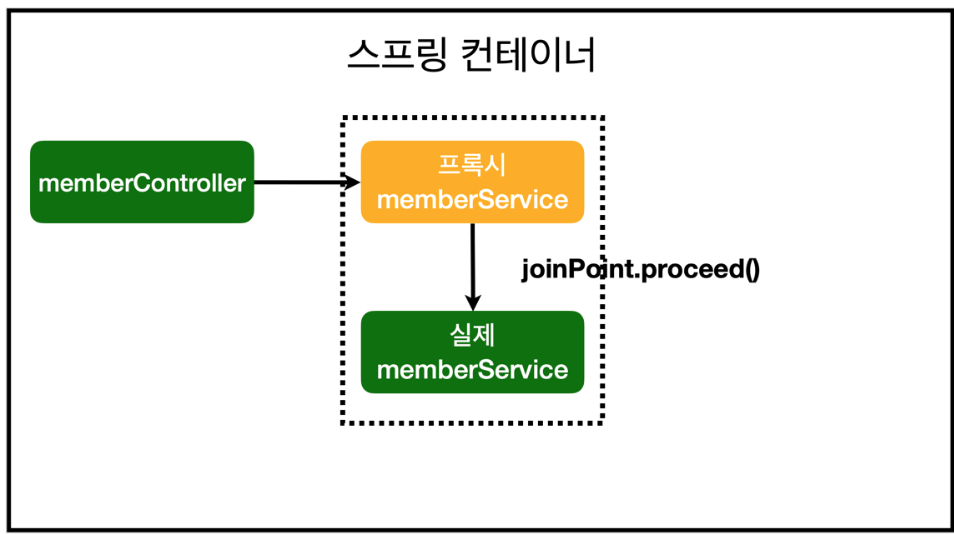 스프링 컨테이너
memberController
프록시
memberService
joinPoint.proceed()
실제
memberService